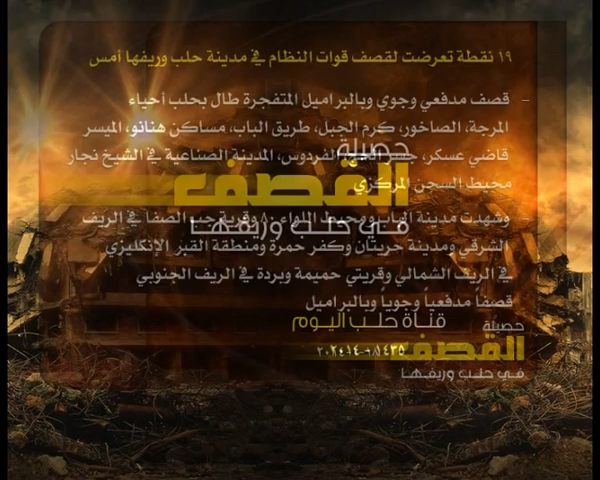 ١٩ نقطة تعرضت لقصف قوات النظام في مدينة حلب وريفها أمس
- قصف مدفعي وجوي وبالبراميل المتفجرة طال بحلب أحياء
المرجة، الصاخور، كرم الجبل، طريق الباب، مساكن هنانو، الميسر
قاضي عسكر، جسر الحج، الفردوس، المدينة الصناعية في الشيخ نجار
محيط السجن المركزي
حصيلة
القصف
في حلب وريفها
- وشهدت مدينة الباب ومحيط اللواء ٨٠ وقرية جب الصفا في الريف
الشرقي ومدينة حريتان وكفر حمرة ومنطقة القبر الإنكليزي
في الريف الشمالي وقريتي حميمة وبردة في الريف الجنوبي
قصفاً مدفعياً وجوياً وبالبراميل
قناة حلب اليوم
حصيلة
القصف
في حلب وريفها